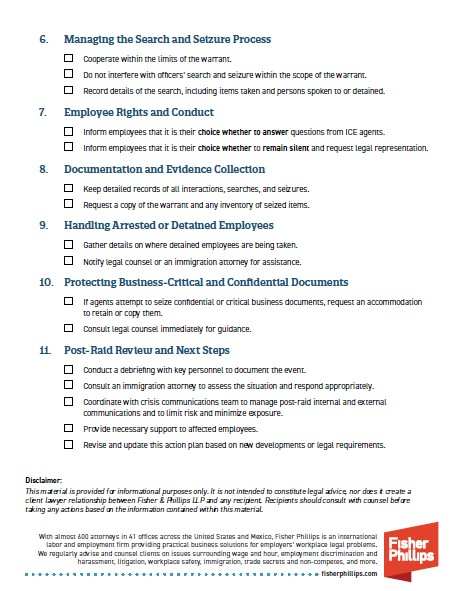 6. Managing the Search and Seizure Process
Cooperate within the limits of the warrant.
Do not interfere with officers' search and seizure within the scope of the warrant.
Record details of the search, including items taken and persons spoken to or detained.
7. Employee Rights and Conduct
Inform employees that it is their choice whether to answer questions from ICE agents.
Inform employees that it is their choice whether to remain silent and request legal representation.
8. Documentation and Evidence Collection
Keep detailed records of all interactions, searches, and seizures.
Request a copy of the warrant and any inventory of seized items.
9. Handling Arrested or Detained Employees
Gather details on where detained employees are being taken.
Notify legal counsel or an immigration attorney for assistance.
10. Protecting Business-Critical and Confidential Documents
If agents attempt to seize confidential or critical business documents, request an accommodation
to retain or copy them.
Consult legal counsel immediately for guidance.
11. Post-Raid Review and Next Steps
Conduct a debriefing with key personnel to document the event.
Consult an immigration attorney to assess the situation and respond appropriately.
Coordinate with crisis communications team to manage post-raid internal and external
communications and to limit risk and minimize exposure.
Provide necessary support to affected employees.
Revise and update this action plan based on new developments or legal requirements.
Disclaimer:
This material is provided for informational purposes only. It is not intended to constitute legal advice, nor does it create a
client lawyer relationship between Fisher & Phillips LLP and any recipient. Recipients should consult with counsel before
taking any actions based on the information contained within this material.
With almost 600 attorneys in 41 offices across the United States and Mexico, Fisher Phillips is an international
labor and employment firm providing practical business solutions for employers' workplace legal problems.
We regularly advise and counsel clients on issues surrounding wage and hour, employment discrimination and
harassment, litigation, workplace safety, immigration, trade secrets and non-competes, and more.
fisherphillips.com
Fisher
Phillips